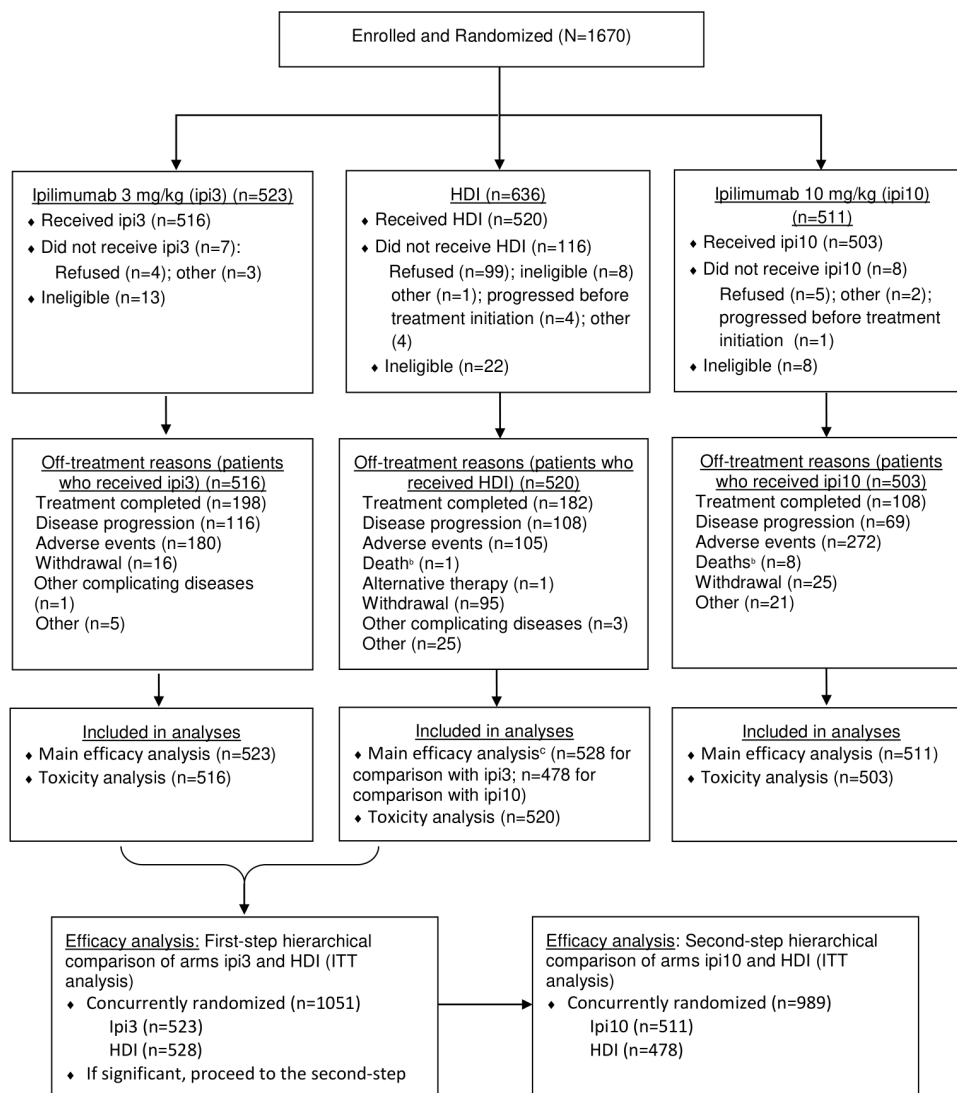 Enrolled and Randomized (N=1670)
Ipilimumab 3 mg/kg (ipi3) (n=523)
♦ Received ipi3 (n=516)
♦ Did not receive ipi3 (n=7):
Refused (n=4); other (n=3)
♦ Ineligible (n=13)
HDI (n=636)
♦ Received HDI (n=520)
♦ Did not receive HDI (n=116)
Refused (n=99); ineligible (n=8)
other (n=1); progressed before
treatment initiation (n=4); other
(4)
♦ Ineligible (n=22)
Ipilimumab 10 mg/kg (ipi10)
(n=511)
♦ Received ipi10 (n=503)
♦ Did not receive ipi10 (n=8)
Refused (n=5); other (n=2);
progressed before treatment
initiation (n=1)
♦ Ineligible (n=8)
Off-treatment reasons (patients
who received ipi3) (n=516)
Treatment completed (n=198)
Disease progression (n=116)
Adverse events (n=180)
Withdrawal (n=16)
Other complicating diseases
(n=1)
Other (n=5)
Off-treatment reasons (patients who
received HDI) (n=520)
Treatment completed (n=182)
Disease progression (n=108)
Adverse events (n=105)
Deathᵇ (n=1)
Alternative therapy (n=1)
Withdrawal (n=95)
Other complicating diseases (n=3)
Other (n=25)
Off-treatment reasons (patients
who received ipi10) (n=503)
Treatment completed (n=108)
Disease progression (n=69)
Adverse events (n=272)
Deathsᵇ (n=8)
Withdrawal (n=25)
Other (n=21)
Included in analyses
♦ Main efficacy analysis (n=523)
♦ Toxicity analysis (n=516)
Included in analyses
♦ Main efficacy analysisᶜ (n=528 for
comparison with ipi3; n=478 for
comparison with ipi10)
♦ Toxicity analysis (n=520)
Included in analyses
♦ Main efficacy analysis (n=511)
♦ Toxicity analysis (n=503)
Efficacy analysis: First-step hierarchical
comparison of arms ipi3 and HDI (ITT
analysis)
♦ Concurrently randomized (n=1051)
Ipi3 (n=523)
HDI (n=528)
♦ If significant, proceed to the second-step
Efficacy analysis: Second-step hierarchical
comparison of arms ipi10 and HDI (ITT
analysis)
♦ Concurrently randomized (n=989)
Ipi10 (n=511)
HDI (n=478)